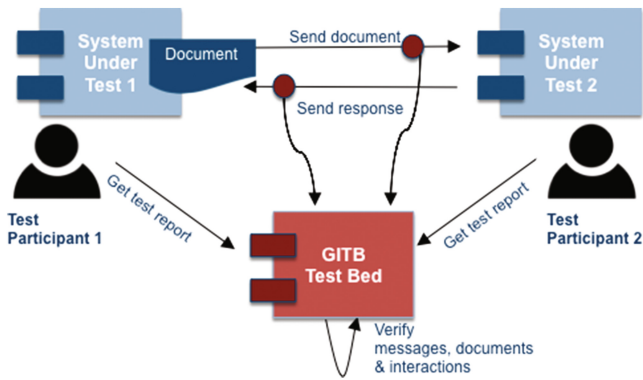 System
Under
Test 1
Document
Send document
System
Under
Test 2
Send response
Test
Participant 1
Get test report
GITB
Test Bed
Get test report
Test
Participant 2
Verify
messages, documents
& interactions